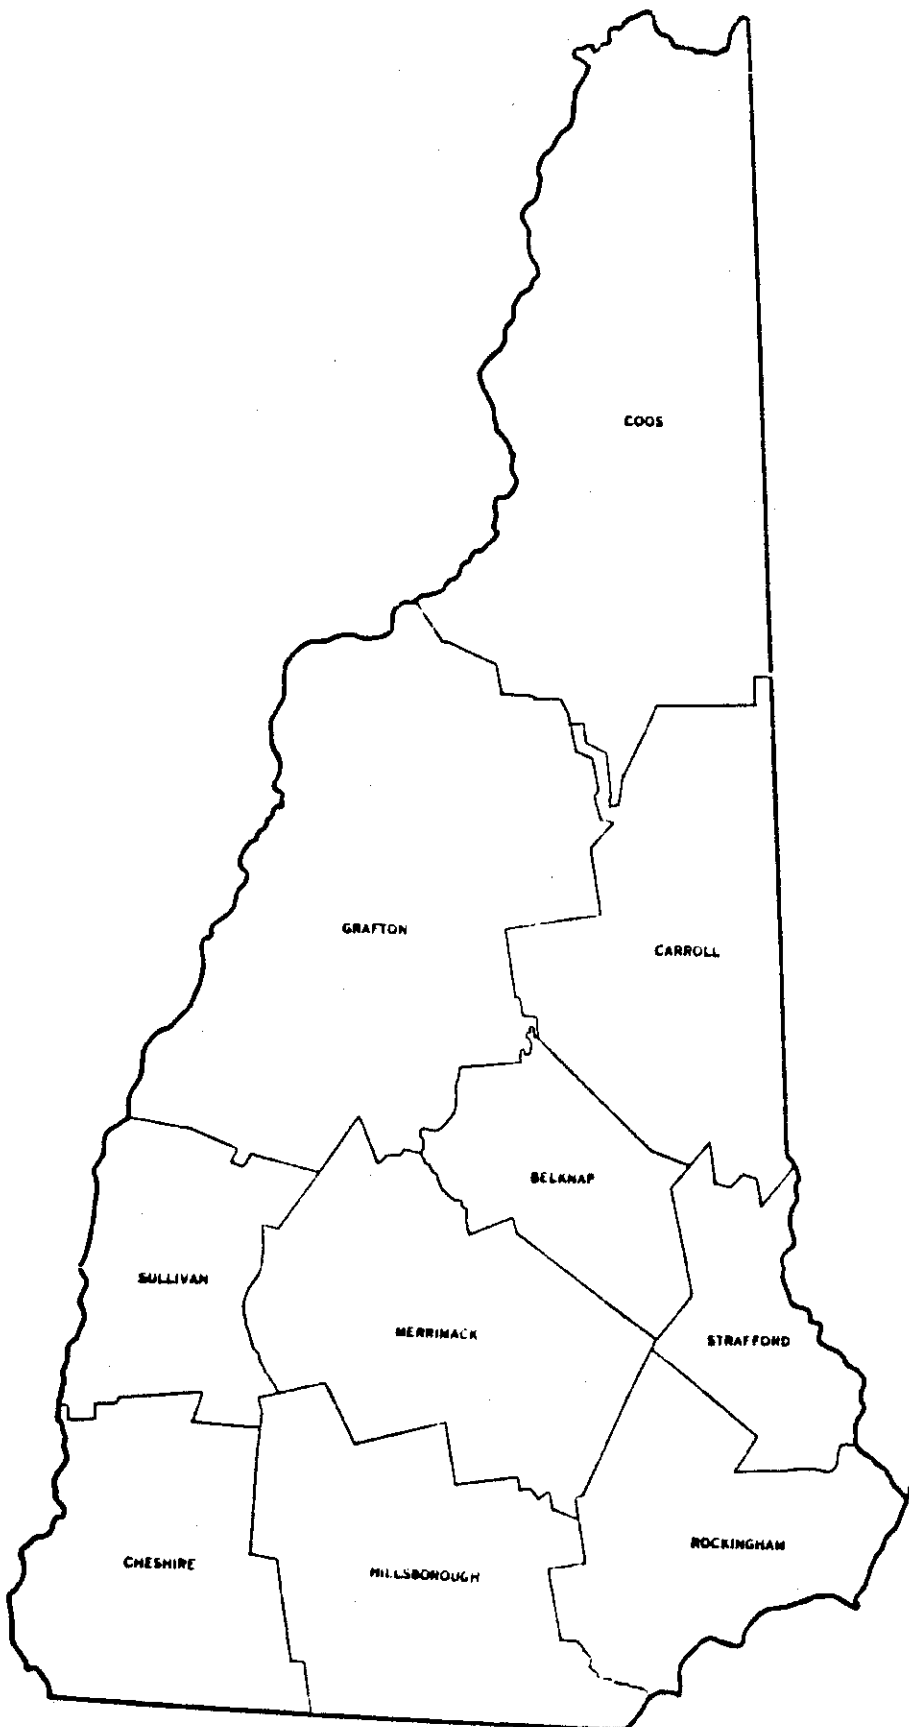 COOS
GRAFTON
CARROLL
BELKNAP
SULLIVAN
MERRIMACK
STRAFFORD
ROCKINGHAM
CHESHIRE
HILLSBOROUGH